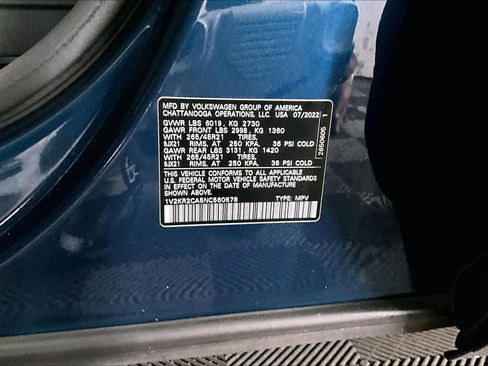 MFD. BY VOLKSWAGEN GROUP OF AMERICA
CHATTANOOGA OPERATIONS, LLC. USA 07/2022
GVWR LBS 6019, KG 2730
GAWR FRONT LBS 2998, KG 1360
WITH 265/45R21 TIRES,
9JX21 RIMS, AT 250 KPA, 36 PSI COLD
GAWR REAR LBS 3131, KG 1420
WITH 265/45R21 TIRES,
9JX21 RIMS, AT 250 KPA, 36 PSI COLD
THIS VEHICLE CONFORMS TO ALL APPLICABLE
U.S. FEDERAL MOTOR VEHICLE SAFETY STANDARDS
IN EFFECT ON THE DATE OF MANUFACTURE SHOWN
ABOVE.
1V2KR2CA5NC560678 TYPE: MPV
1